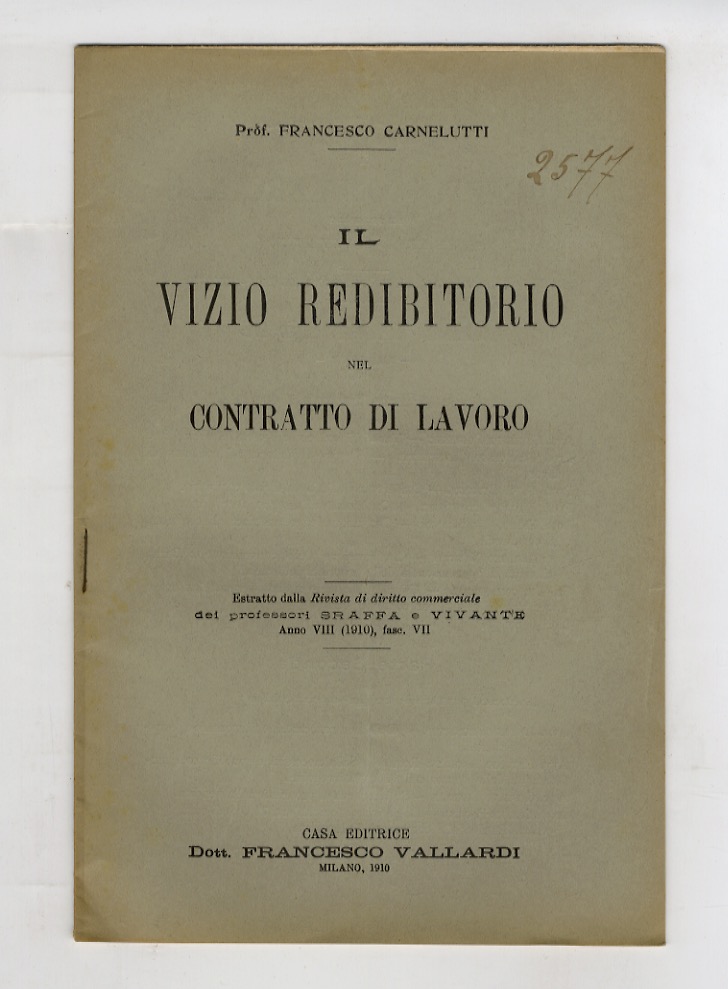 Prof. FRANCESCO CARNELUTTI
2577
IL
VIZIO REDIBITORIO
NEL
CONTRATTO DI LAVORO
Estratto dalla Rivista di diritto commerciale
dei professori SRAFFA e VIVANTE
Anno VIII (1910), fasc. VII
CASA EDITRICE
Dott. FRANCESCO VALLARDI
MILANO, 1910